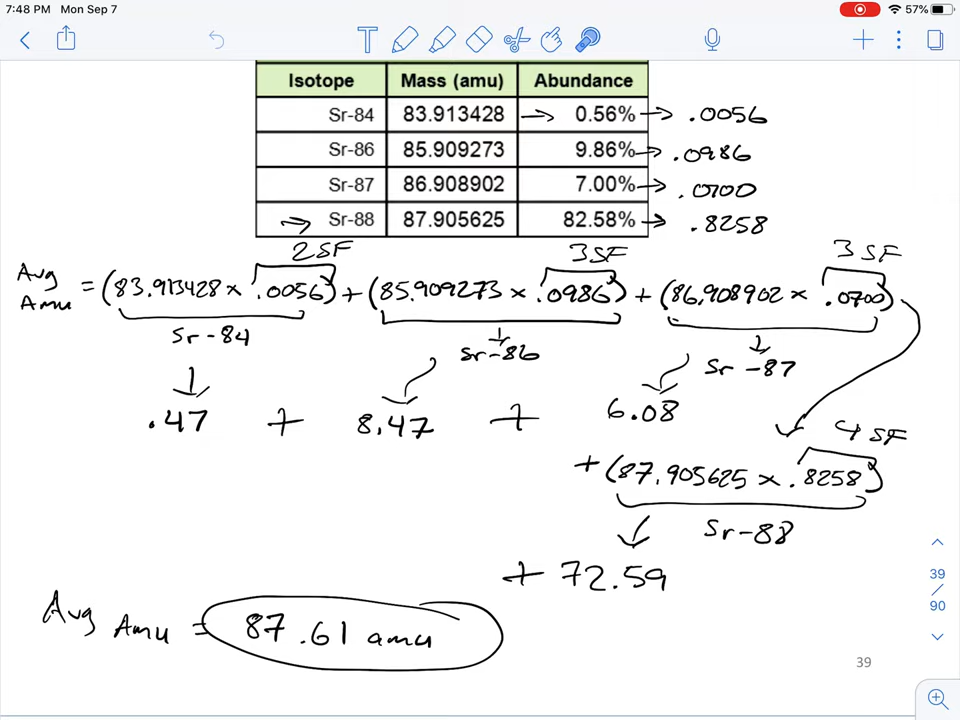 7:48 PM Mon Sep 7 57%
Isotope Mass (amu) Abundance
Sr-84 83.913428 → 0.56% → .0056
Sr-86 85.909273 9.86% → .0986
Sr-87 86.908902 7.00% → .0700
→ Sr-88 87.905625 82.58% → .8258
2SF 3SF 3SF
Avg Amu = (83.913428 × .0056) + (85.909273 × .0986) + (86.908902 × .0700)
Sr-84 Sr-86 Sr-87
.47 + 8.47 + 6.08
4SF
+ (87.905625 × .8258)
Sr-88
+ 72.59
Avg Amu = 87.61 amu
39
/
90
39